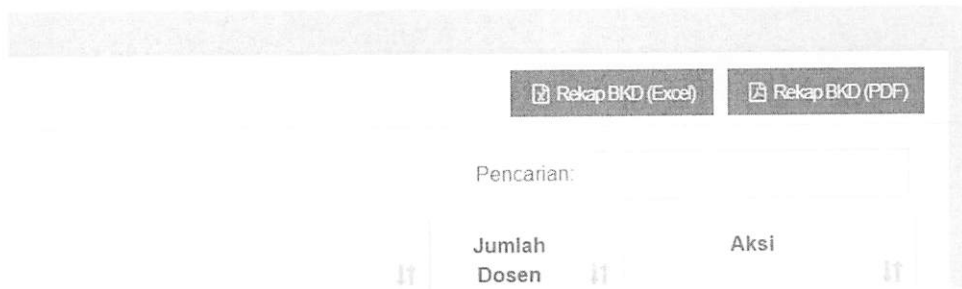 Rekap BKD (Excel) Rekap BKD (PDF)
Pencarian:
Jumlah Dosen Aksi